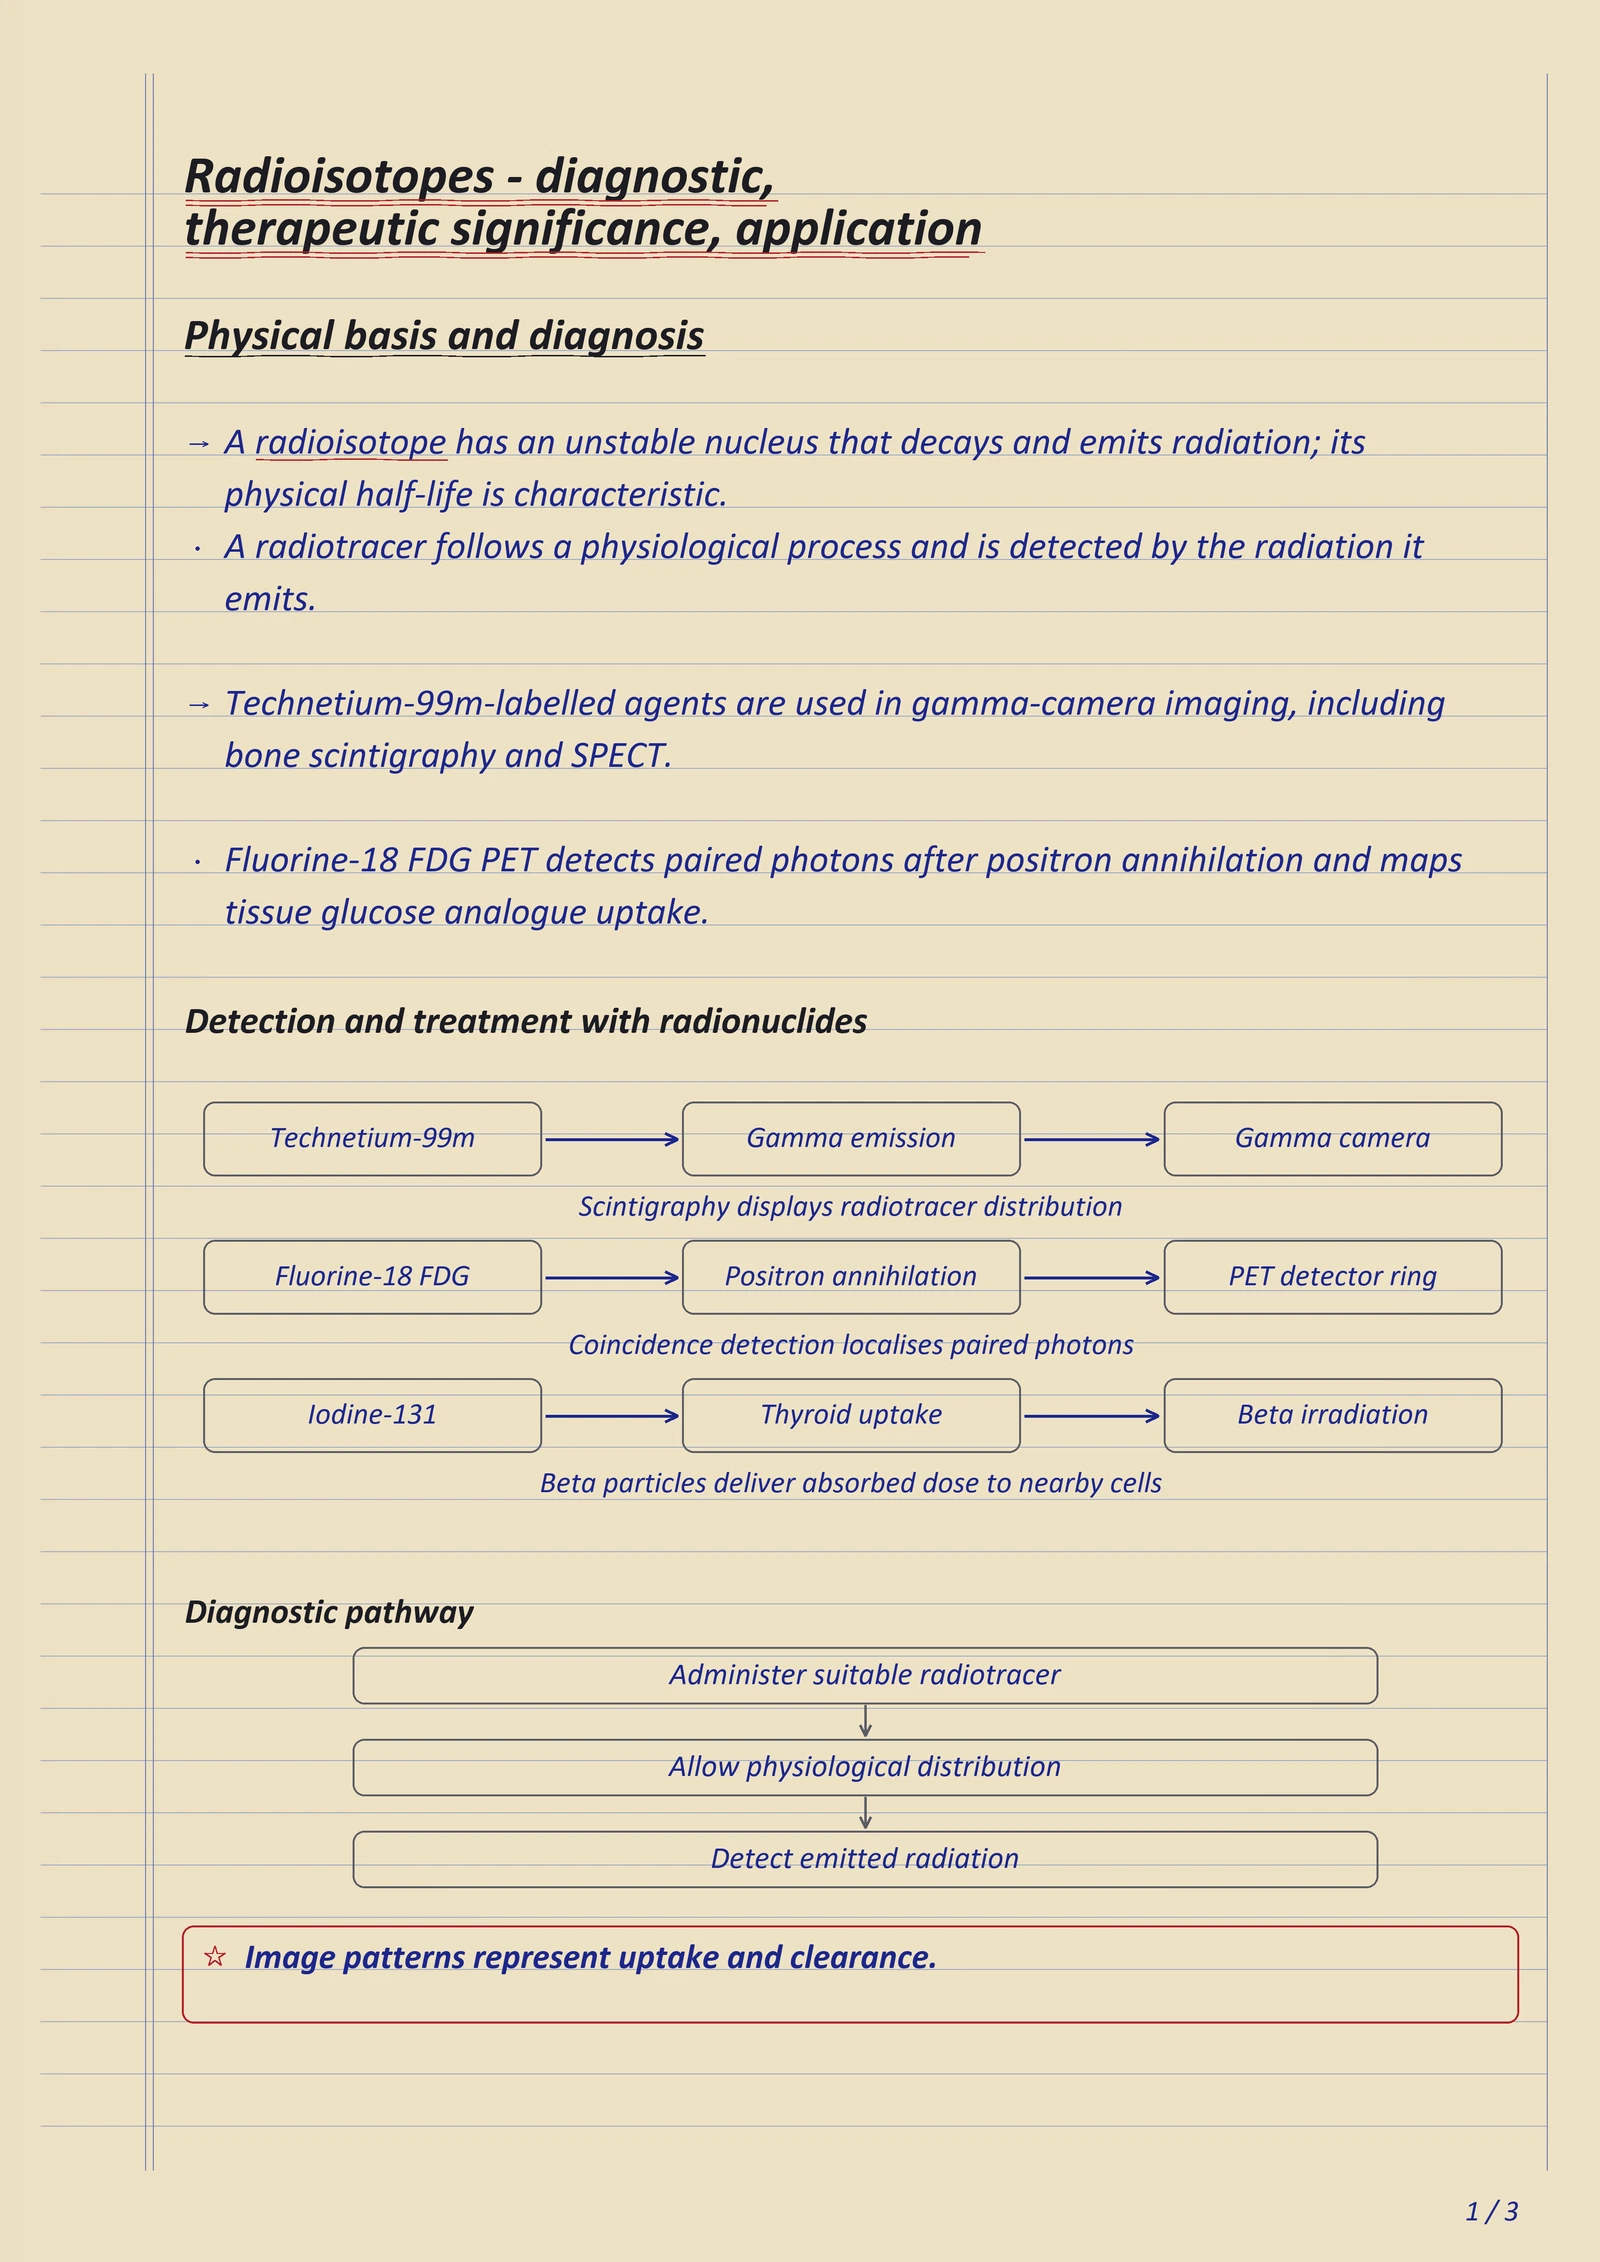 Radioisotopes - diagnostic,
therapeutic significance, application
Physical basis and diagnosis
→ A radioisotope has an unstable nucleus that decays and emits radiation; its
physical half-life is characteristic.
· A radiotracer follows a physiological process and is detected by the radiation it
emits.
→ Technetium-99m-labelled agents are used in gamma-camera imaging, including
bone scintigraphy and SPECT.
· Fluorine-18 FDG PET detects paired photons after positron annihilation and maps
tissue glucose analogue uptake.
Detection and treatment with radionuclides
Technetium-99m → Gamma emission → Gamma camera
Scintigraphy displays radiotracer distribution
Fluorine-18 FDG → Positron annihilation → PET detector ring
Coincidence detection localises paired photons
Iodine-131 → Thyroid uptake → Beta irradiation
Beta particles deliver absorbed dose to nearby cells
Diagnostic pathway
Administer suitable radiotracer
Allow physiological distribution
Detect emitted radiation
☆ Image patterns represent uptake and clearance.
1 / 3